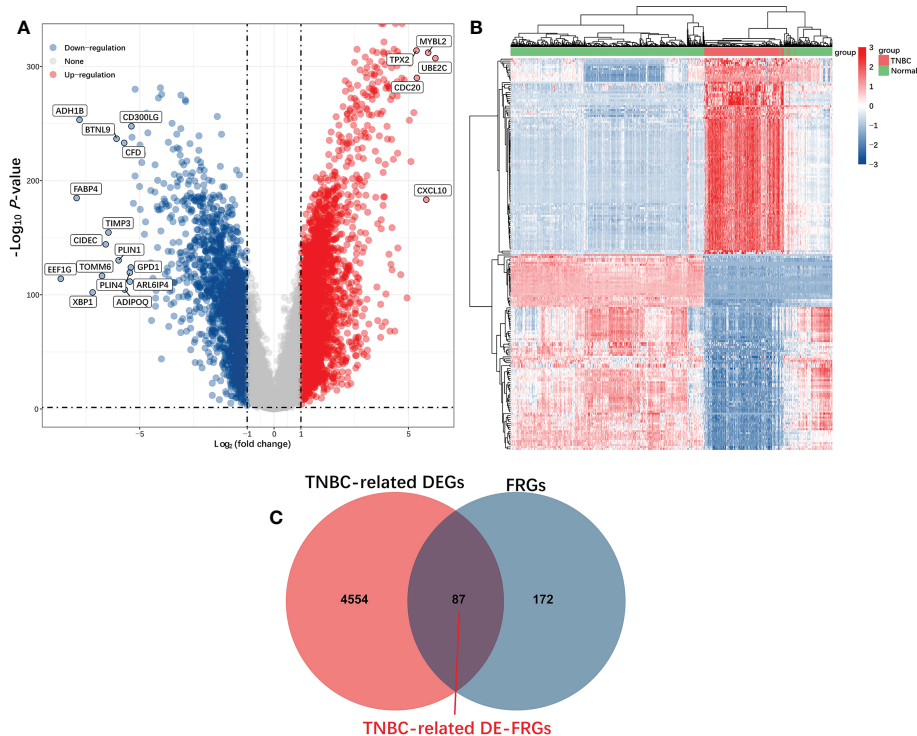 A
-Log10 P-value
300
200
100
0
Down-regulation
None
Up-regulation
MYBL2
TPX2
UBE2C
CDC20
ADH1B
CD300LG
BTNL9
CFD
FABP4
CXCL10
TIMP3
CIDEC
PLIN1
EEF1G
TOMM6
GPD1
PLIN4
ARL6IP4
XBP1
ADIPOQ
-5
-1
0
1
5
Log2 (fold change)
B
group
3
2
1
0
-1
-2
-3
group
TNBC
Normal
C
TNBC-related DEGs
FRGs
4554
87
172
TNBC-related DE-FRGs